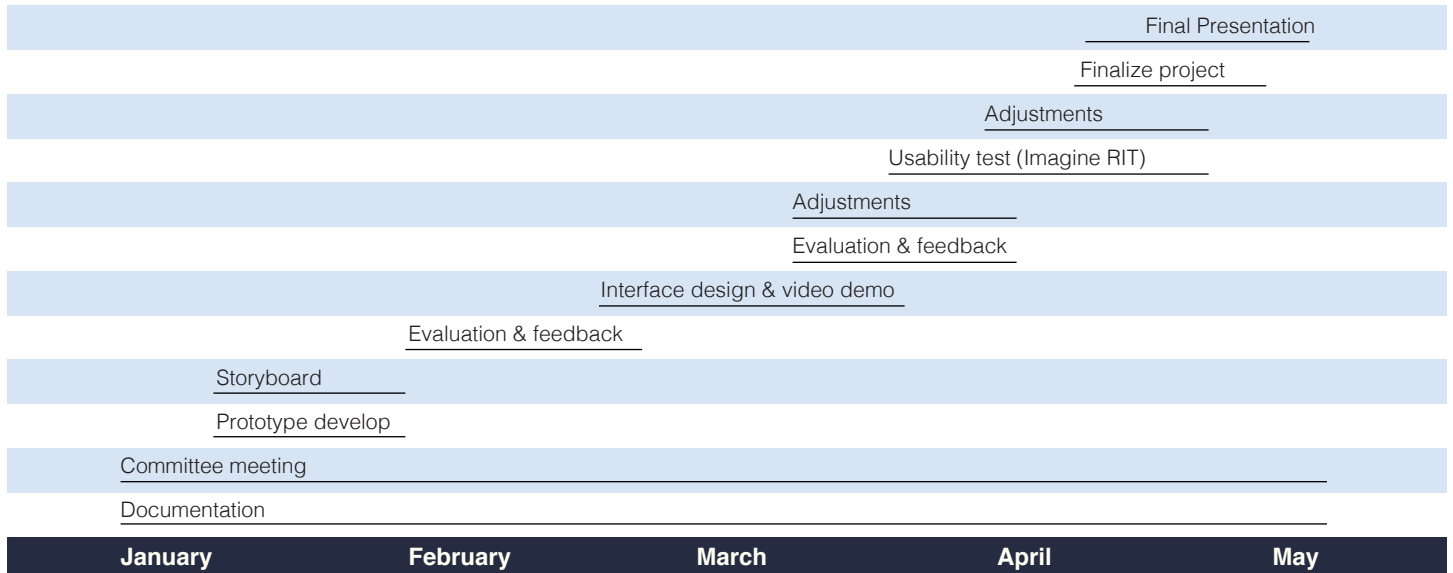 Final Presentation
Finalize project
Adjustments
Usability test (Imagine RIT)
Adjustments
Evaluation & feedback
Interface design & video demo
Evaluation & feedback
Storyboard
Prototype develop
Committee meeting
Documentation
January February March April May